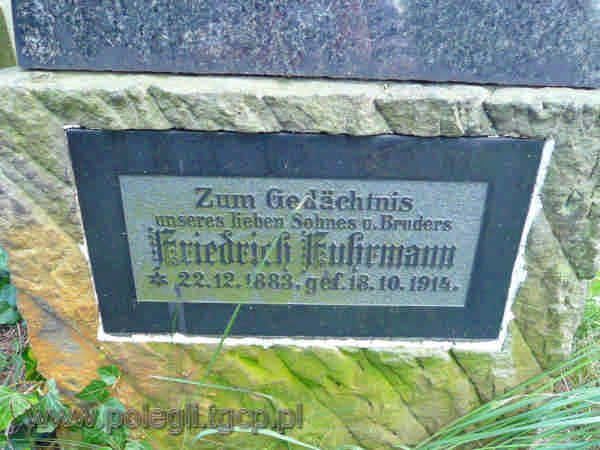 Zum Gedächtnis
unseres lieben Sohnes u. Bruders
Friedrich Fuhrmann
* 22.12.1883. gef. 18.10.1914.
www.polegli.tgcp.pl